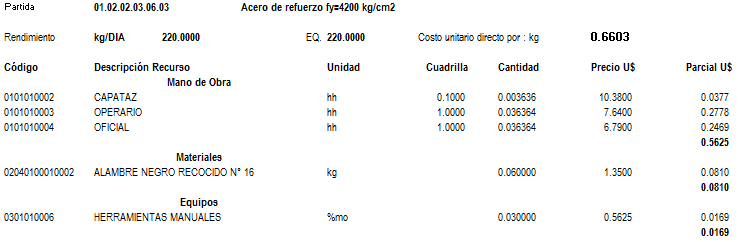 Partida 01.02.02.03.06.03 Acero de refuerzo fy=4200 kg/cm2
Rendimiento kg/DIA 220.0000 EQ. 220.0000 Costo unitario directo por : kg 0.6603
Código Descripción Recurso Unidad Cuadrilla Cantidad Precio U$ Parcial U$
Mano de Obra
0101010002 CAPATAZ hh 0.1000 0.003636 10.3800 0.0377
0101010003 OPERARIO hh 1.0000 0.036364 7.6400 0.2778
0101010004 OFICIAL hh 1.0000 0.036364 6.7900 0.2469
0.5625
Materiales
02040100010002 ALAMBRE NEGRO RECOCIDO N° 16 kg 0.060000 1.3500 0.0810
0.0810
Equipos
0301010006 HERRAMIENTAS MANUALES %mo 0.030000 0.5625 0.0169
0.0169